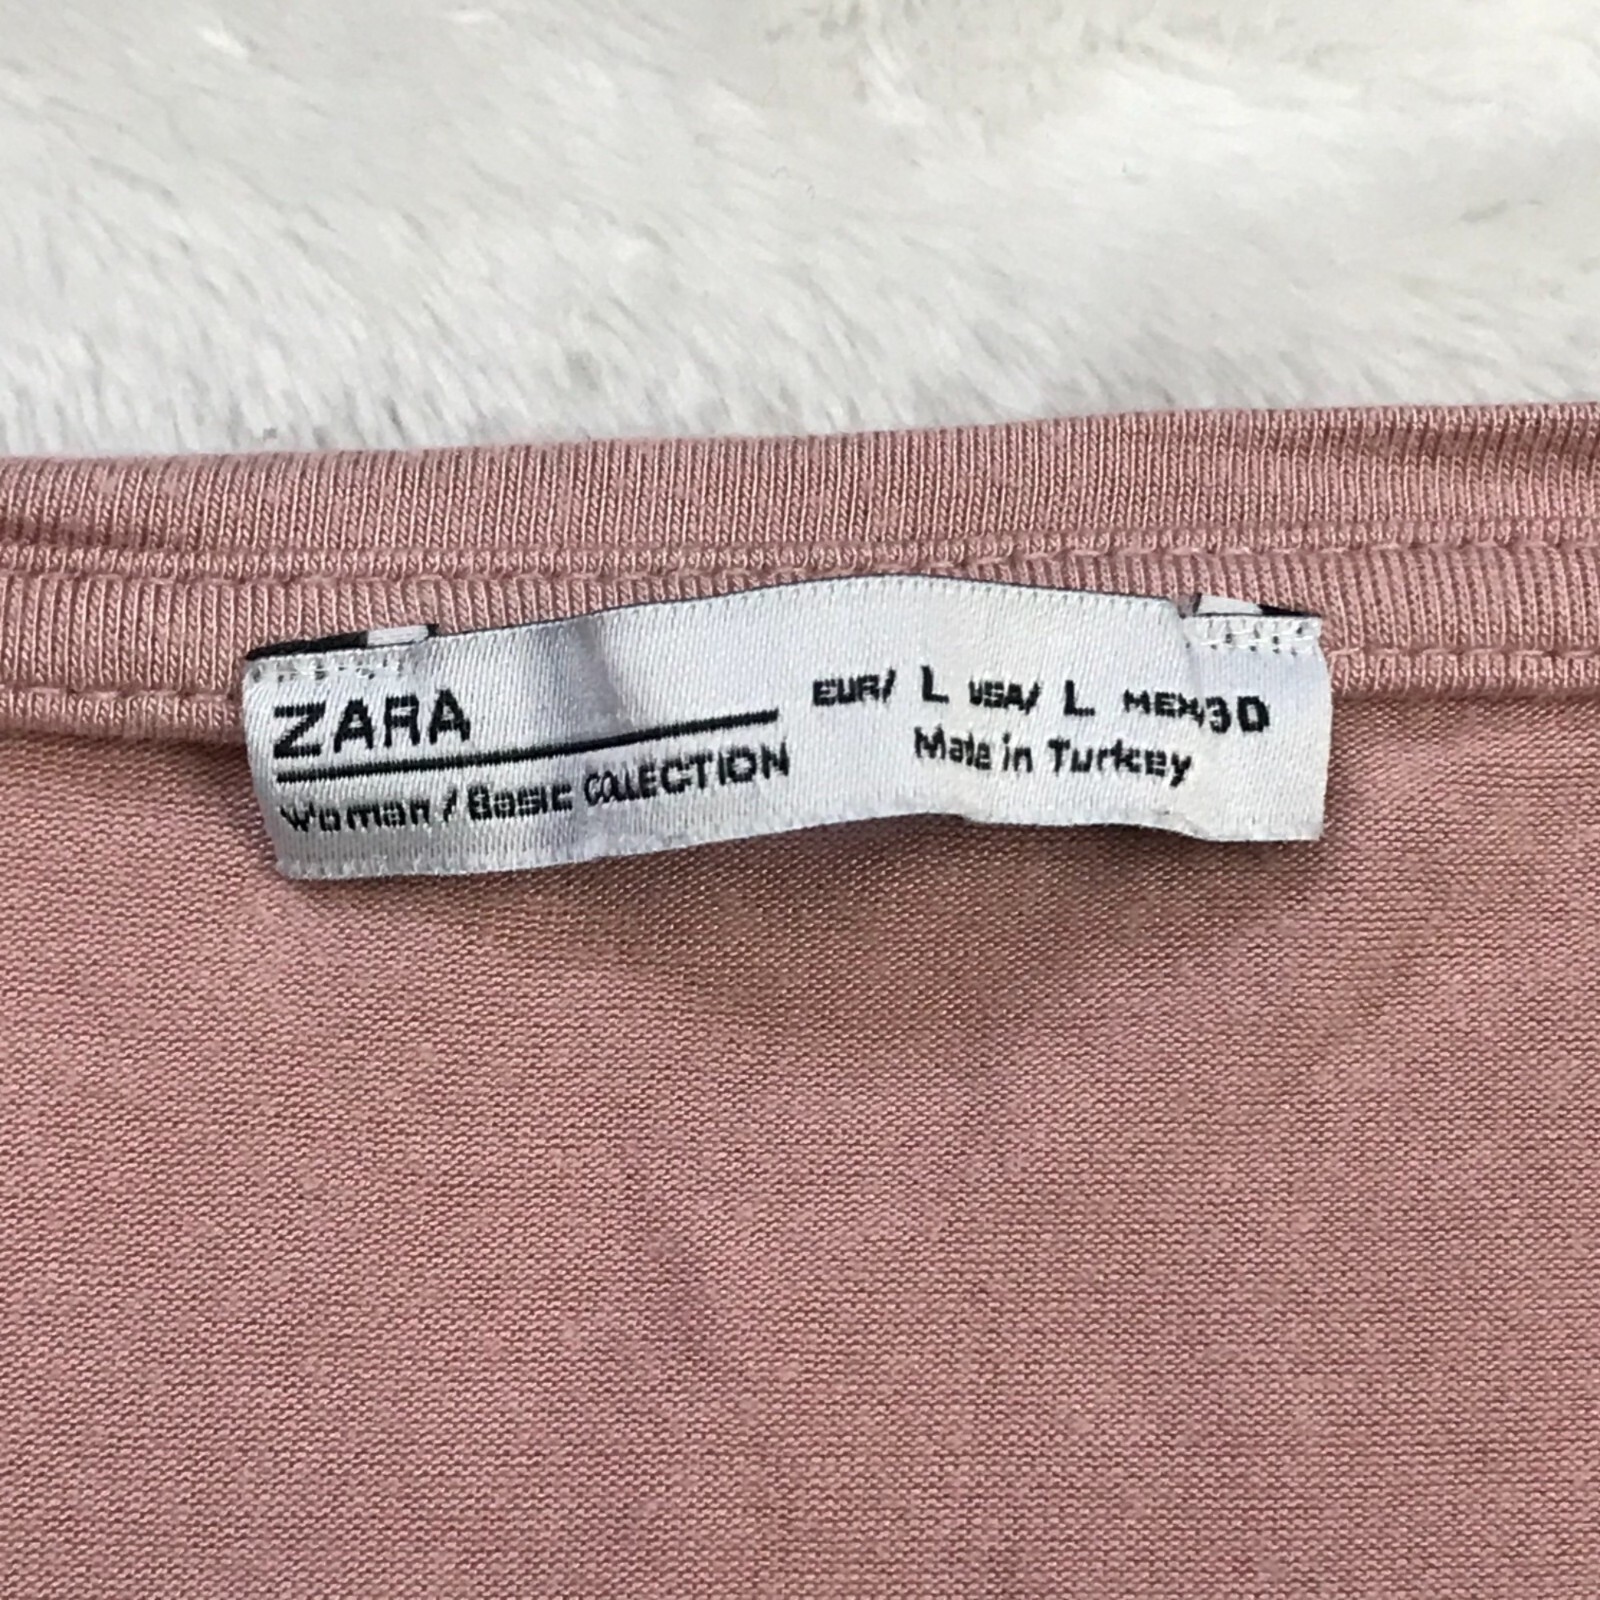 ZARA
Woman / Basic COLLECTION
EUR/ L USA/ L MEX/30
Made in Turkey